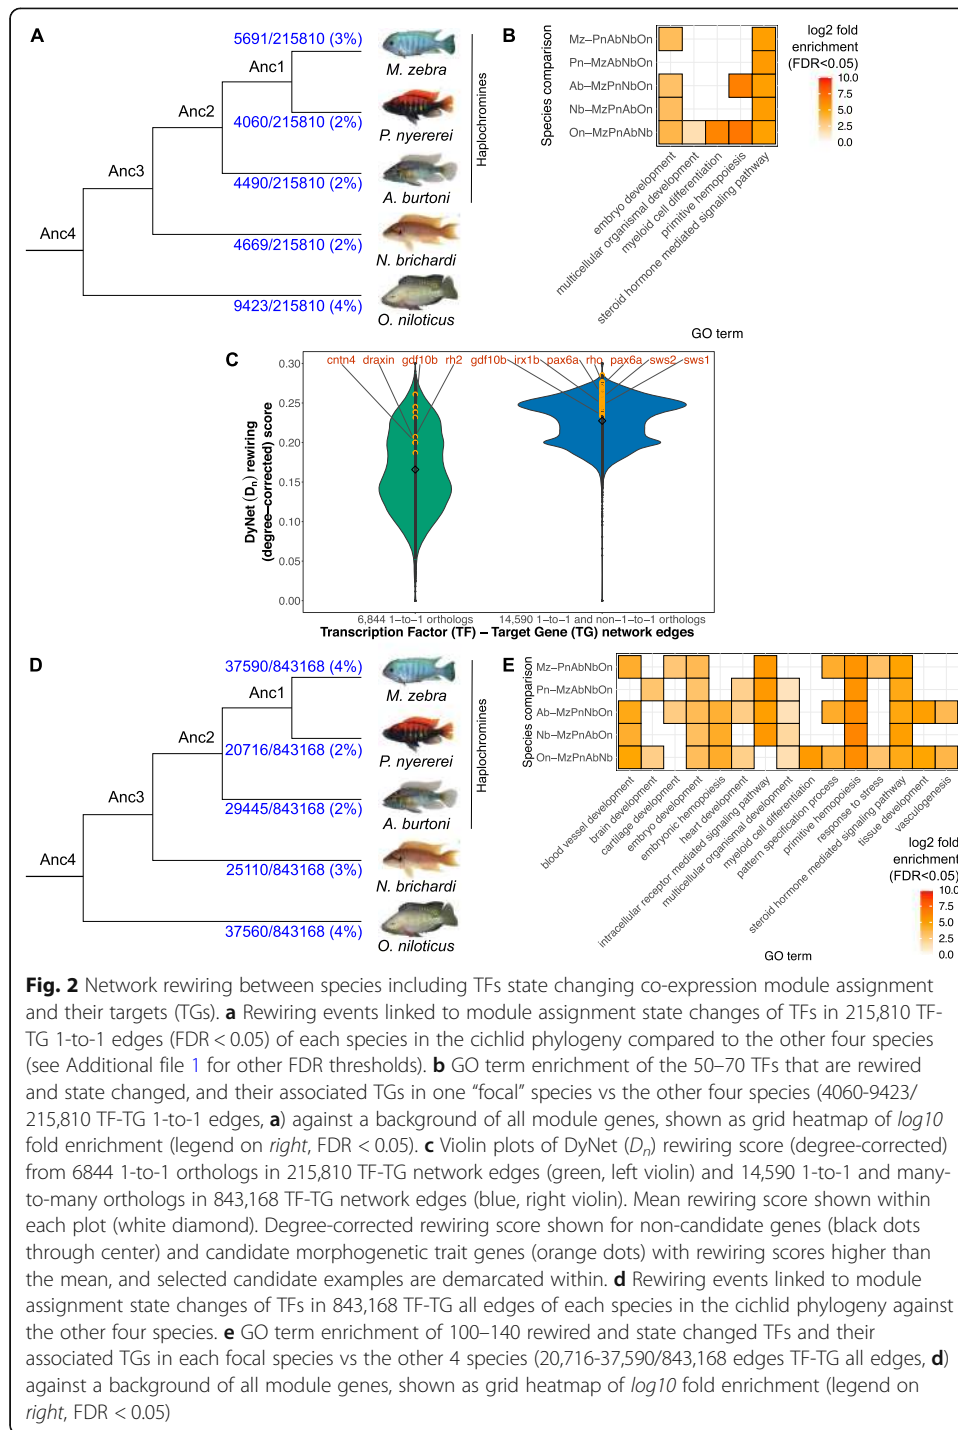 A
5691/215810 (3%)
M. zebra
Anc1
Anc2
4060/215810 (2%)
P. nyererei
Haplochromines
Anc3
4490/215810 (2%)
A. burtoni
Anc4
4669/215810 (2%)
N. brichardi
9423/215810 (4%)
O. niloticus
B
log2 fold
enrichment
(FDR<0.05)
10.0
7.5
5.0
2.5
0.0
Species comparison
Mz–PnAbNbOn
Pn–MzAbNbOn
Ab–MzPnNbOn
Nb–MzPnAbOn
On–MzPnAbNb
embryo development
multicellular organismal development
myeloid cell differentiation
primitive hemopoiesis
steroid hormone mediated signaling pathway
GO term
C
cntn4 draxin gdf10b rh2 gdf10b irx1b pax6a rho pax6a sws2 sws1
DyNet (Dn) rewiring
(degree–corrected) score
0.30
0.25
0.20
0.15
0.10
0.05
0.00
6,844 1–to–1 orthologs
14,590 1–to–1 and non–1–to–1 orthologs
Transcription Factor (TF) – Target Gene (TG) network edges
D
37590/843168 (4%)
M. zebra
Anc1
Anc2
20716/843168 (2%)
P. nyererei
Haplochromines
Anc3
29445/843168 (2%)
A. burtoni
Anc4
25110/843168 (3%)
N. brichardi
37560/843168 (4%)
O. niloticus
E
Species comparison
Mz–PnAbNbOn
Pn–MzAbNbOn
Ab–MzPnNbOn
Nb–MzPnAbOn
On–MzPnAbNb
blood vessel development
brain development
cartilage development
embryo development
embryonic hemopoiesis
heart development
intracellular receptor mediated signaling pathway
multicellular organismal development
myeloid cell differentiation
pattern specification process
primitive hemopoiesis
response to stress
steroid hormone mediated signaling pathway
tissue development
vasculogenesis
log2 fold
enrichment
(FDR<0.05)
10.0
7.5
5.0
2.5
0.0
GO term
Fig. 2 Network rewiring between species including TFs state changing co-expression module assignment
and their targets (TGs). a Rewiring events linked to module assignment state changes of TFs in 215,810 TF-
TG 1-to-1 edges (FDR < 0.05) of each species in the cichlid phylogeny compared to the other four species
(see Additional file 1 for other FDR thresholds). b GO term enrichment of the 50–70 TFs that are rewired
and state changed, and their associated TGs in one “focal” species vs the other four species (4060-9423/
215,810 TF-TG 1-to-1 edges, a) against a background of all module genes, shown as grid heatmap of log10
fold enrichment (legend on right, FDR < 0.05). c Violin plots of DyNet (Dn) rewiring score (degree-corrected)
from 6844 1-to-1 orthologs in 215,810 TF-TG network edges (green, left violin) and 14,590 1-to-1 and many-
to-many orthologs in 843,168 TF-TG network edges (blue, right violin). Mean rewiring score shown within
each plot (white diamond). Degree-corrected rewiring score shown for non-candidate genes (black dots
through center) and candidate morphogenetic trait genes (orange dots) with rewiring scores higher than
the mean, and selected candidate examples are demarcated within. d Rewiring events linked to module
assignment state changes of TFs in 843,168 TF-TG all edges of each species in the cichlid phylogeny against
the other four species. e GO term enrichment of 100–140 rewired and state changed TFs and their
associated TGs in each focal species vs the other 4 species (20,716-37,590/843,168 edges TF-TG all edges, d)
against a background of all module genes, shown as grid heatmap of log10 fold enrichment (legend on
right, FDR < 0.05)